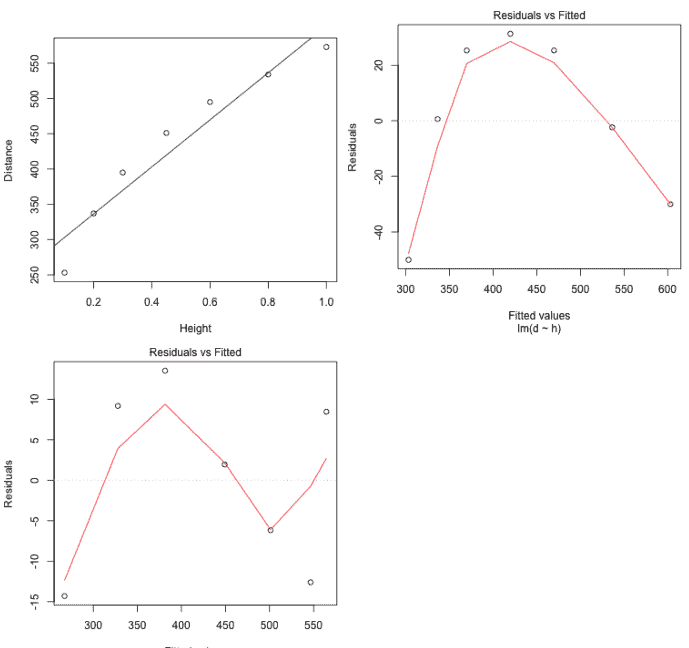 Distance
250 300 350 400 450 500 550
0.2 0.4 0.6 0.8 1.0
Height
Residuals vs Fitted
Residuals
-40 -20 0 20
300 350 400 450 500 550 600
Fitted values
lm(d ~ h)
Residuals vs Fitted
Residuals
-15 -10 -5 0 5 10
300 350 400 450 500 550